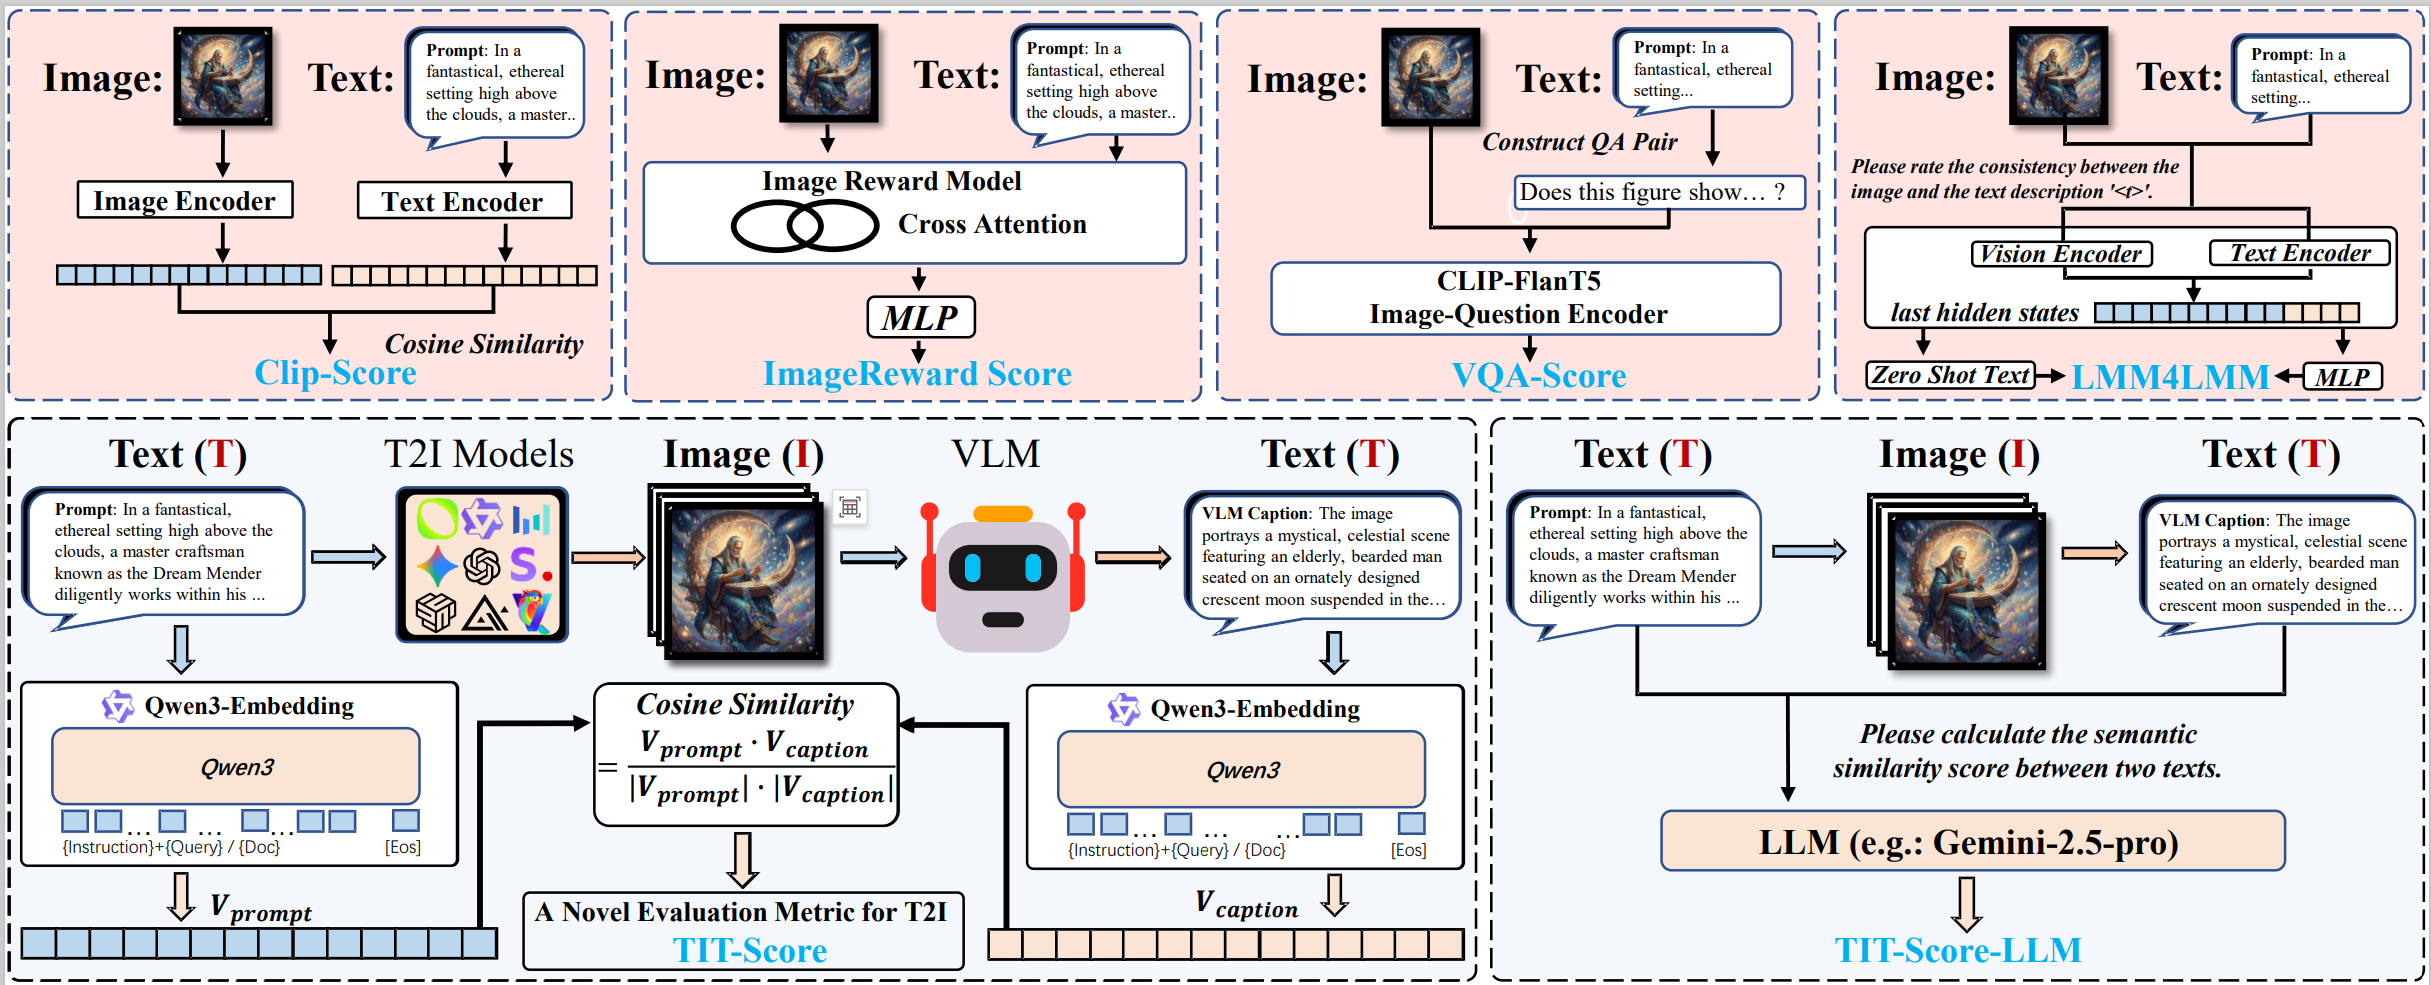 Image:
Text:
Prompt: In a
fantastical, ethereal
setting high above
the clouds, a master..
Image Encoder
Text Encoder
Cosine Similarity
Clip-Score
Image:
Text:
Prompt: In a
fantastical, ethereal
setting high above
the clouds, a master..
Image Reward Model
Cross Attention
MLP
ImageReward Score
Image:
Text:
Prompt: In a
fantastical, ethereal
setting...
Construct QA Pair
Does this figure show… ?
CLIP-FlanT5
Image-Question Encoder
VQA-Score
Image:
Text:
Prompt: In a
fantastical, ethereal
setting...
Please rate the consistency between the
image and the text description '<t>'.
Vision Encoder
Text Encoder
last hidden states
Zero Shot Text
LMM4LMM
MLP
Text (T)
T2I Models
Image (I)
VLM
Text (T)
Prompt: In a fantastical,
ethereal setting high above the
clouds, a master craftsman
known as the Dream Mender
diligently works within his ...
VLM Caption: The image
portrays a mystical, celestial scene
featuring an elderly, bearded man
seated on an ornately designed
crescent moon suspended in the…
Qwen3-Embedding
Qwen3
... ... ...
{Instruction}+{Query} / {Doc}
[Eos]
V prompt
Cosine Similarity
= V prompt · V caption
|V prompt| · |V caption|
A Novel Evaluation Metric for T2I
TIT-Score
Qwen3-Embedding
Qwen3
... ... ...
{Instruction}+{Query} / {Doc}
[Eos]
V caption
Text (T)
Image (I)
Text (T)
Prompt: In a fantastical,
ethereal setting high above the
clouds, a master craftsman
known as the Dream Mender
diligently works within his ...
VLM Caption: The image
portrays a mystical, celestial scene
featuring an elderly, bearded man
seated on an ornately designed
crescent moon suspended in the…
Please calculate the semantic
similarity score between two texts.
LLM (e.g.: Gemini-2.5-pro)
TIT-Score-LLM